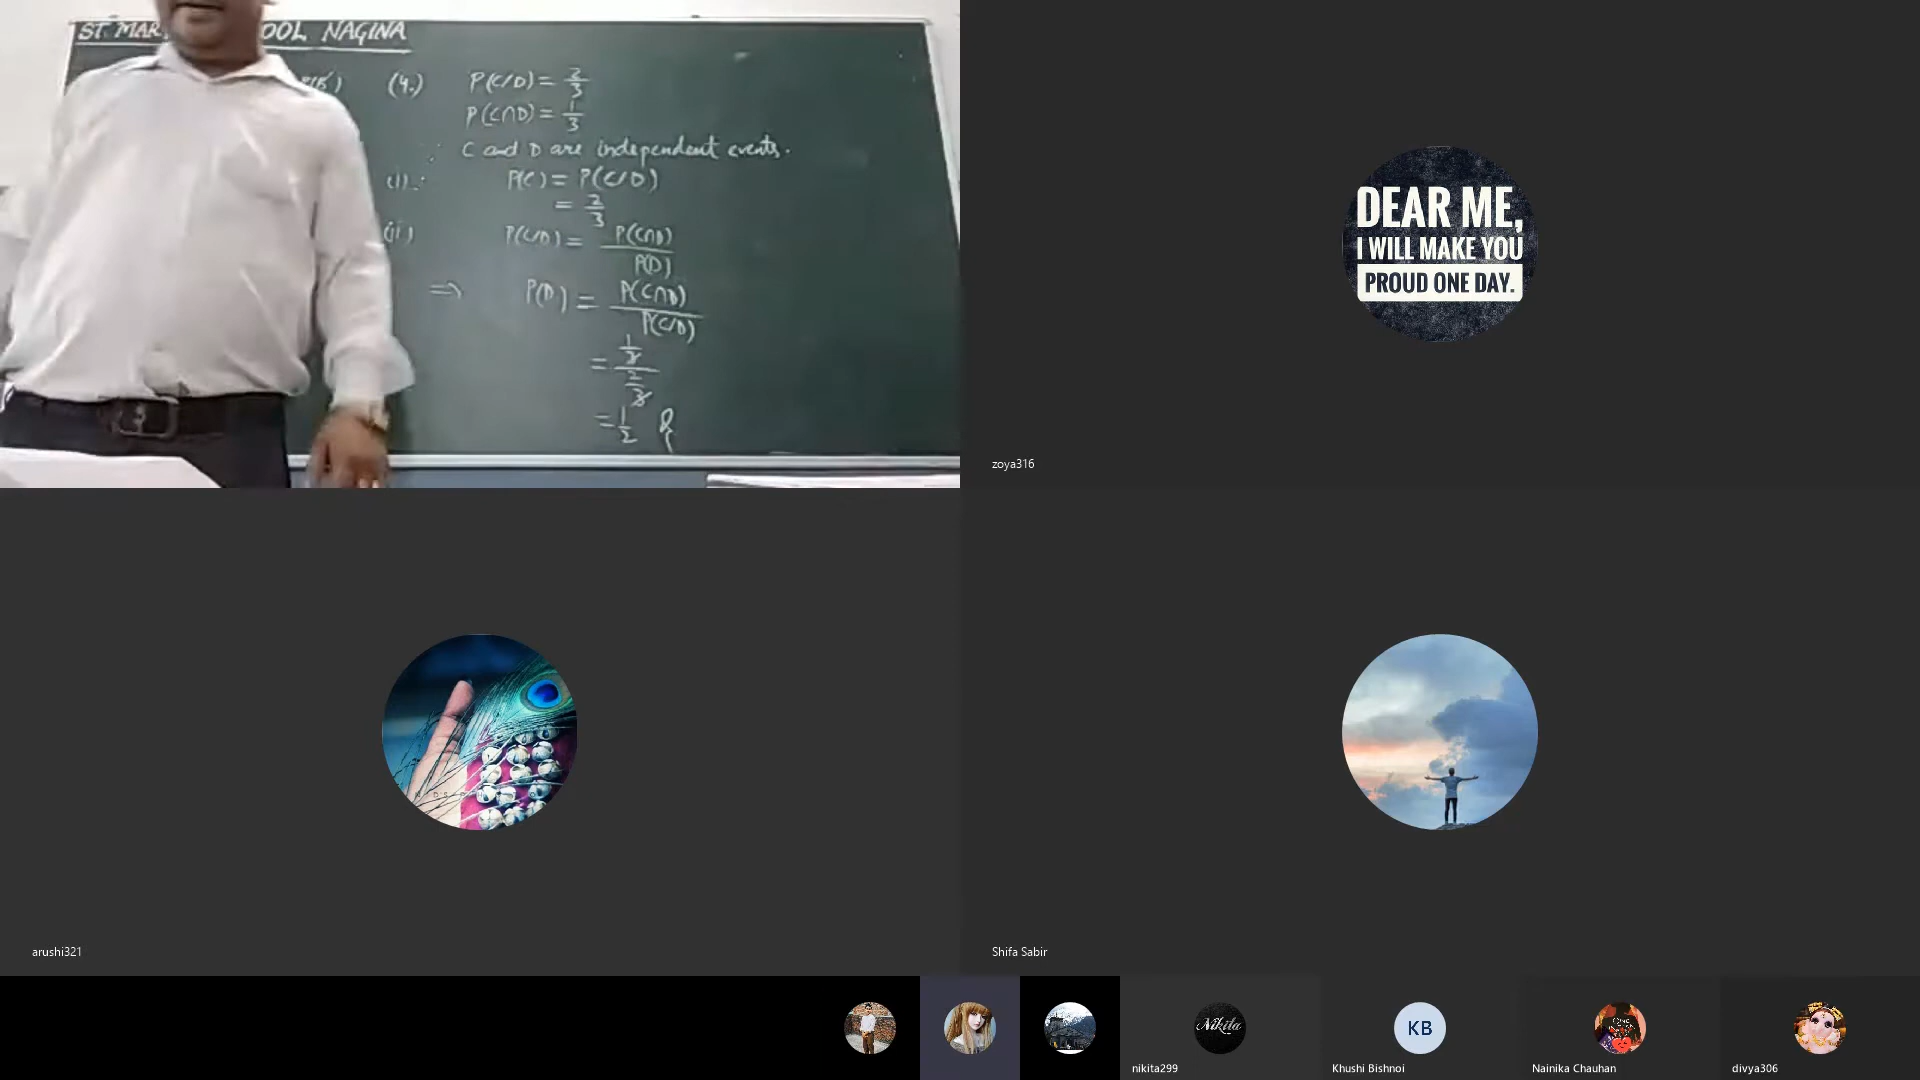 ST. MAR OOL NAGINA
(4.) P(C/D) = 2/3
P(C∩D) = 1/3
∴ C and D are independent events.
(i) ∴ P(C) = P(C/D)
= 2/3
(ii) P(C/D) = P(C∩D)
P(D)
⇒ P(D) = P(C∩D)
P(C/D)
= 1/3
2/3
= 1/2
DEAR ME,
I WILL MAKE YOU
PROUD ONE DAY.
zoya316
arushi321
Shifa Sabir
Nikita
KB
nikita299
Khushi Bishnoi
Nainika Chauhan
divya306